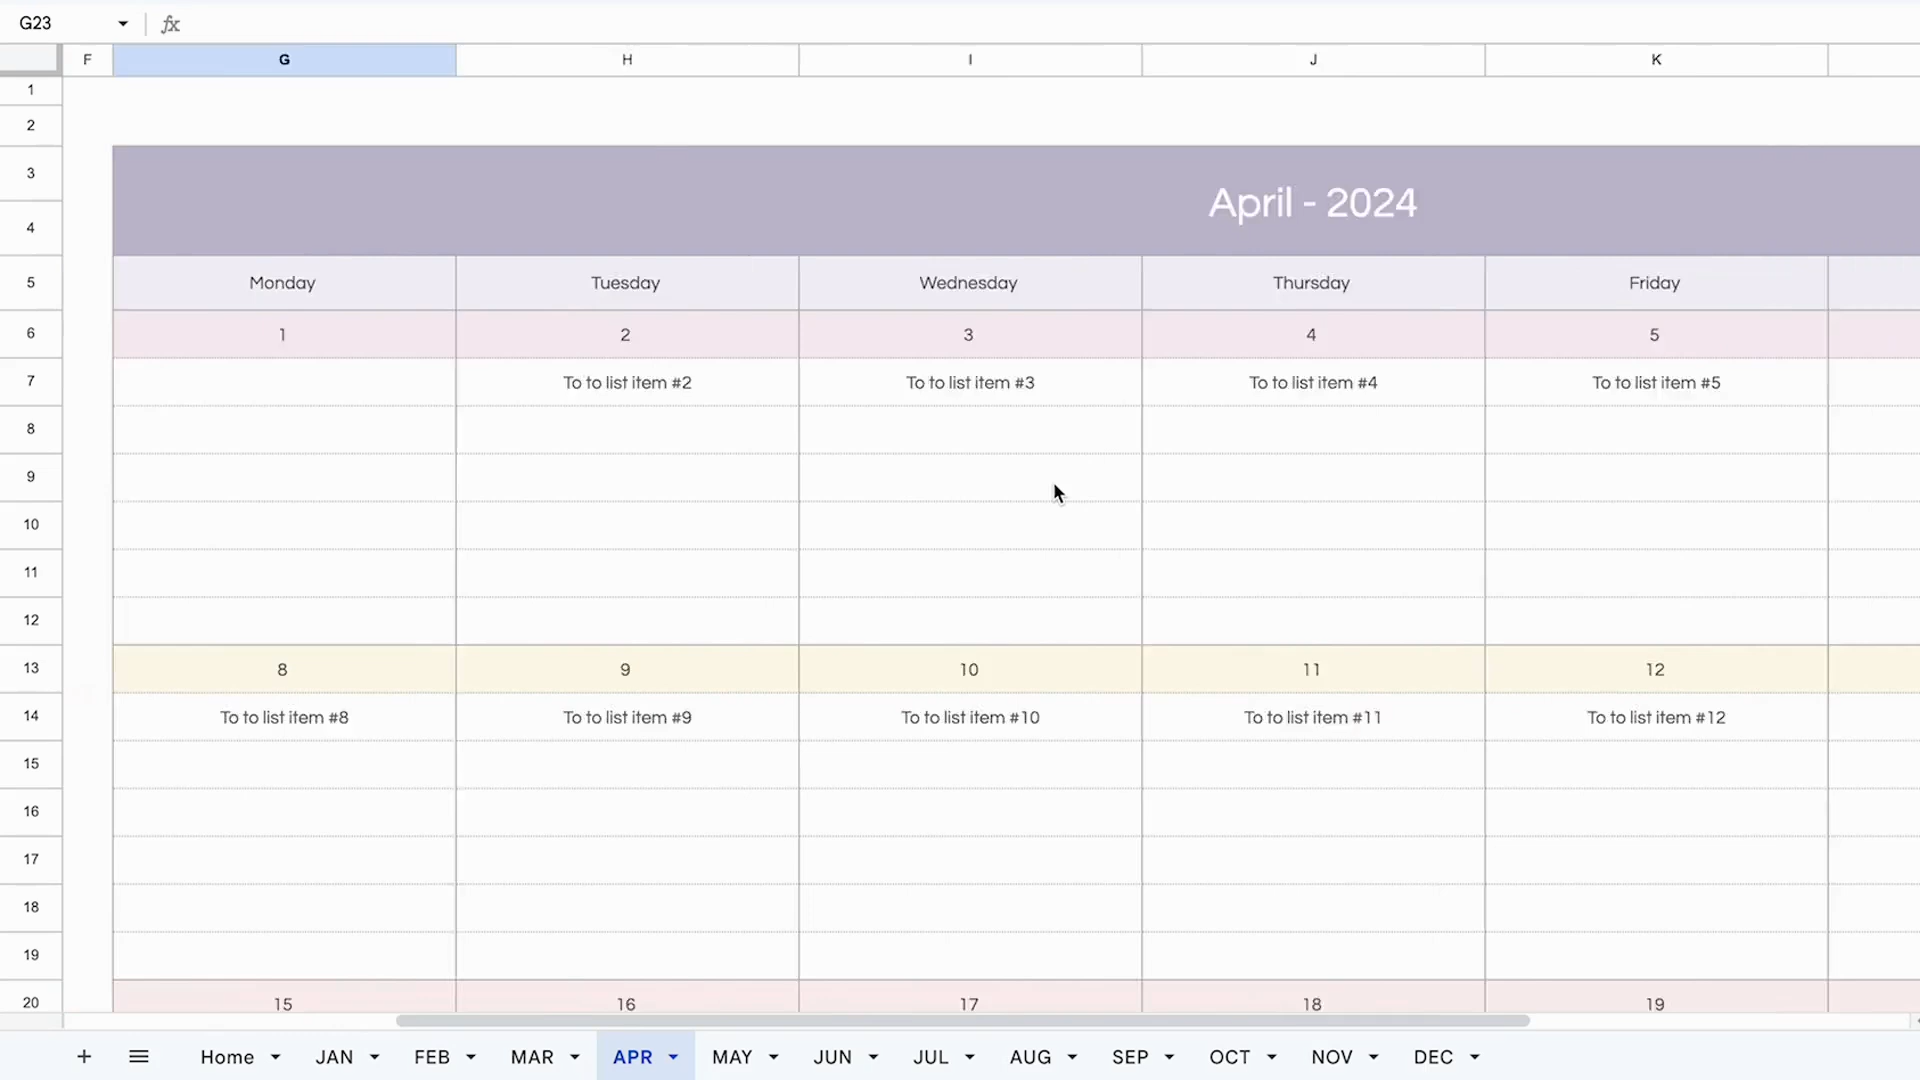 G23 fx
F G H I J K
1
2
3
April - 2024
4
5 Monday Tuesday Wednesday Thursday Friday
6 1 2 3 4 5
7 To to list item #2 To to list item #3 To to list item #4 To to list item #5
8
9
10
11
12
13 8 9 10 11 12
14 To to list item #8 To to list item #9 To to list item #10 To to list item #11 To to list item #12
15
16
17
18
19
20 15 16 17 18 19
+ Home JAN FEB MAR APR MAY JUN JUL AUG SEP OCT NOV DEC